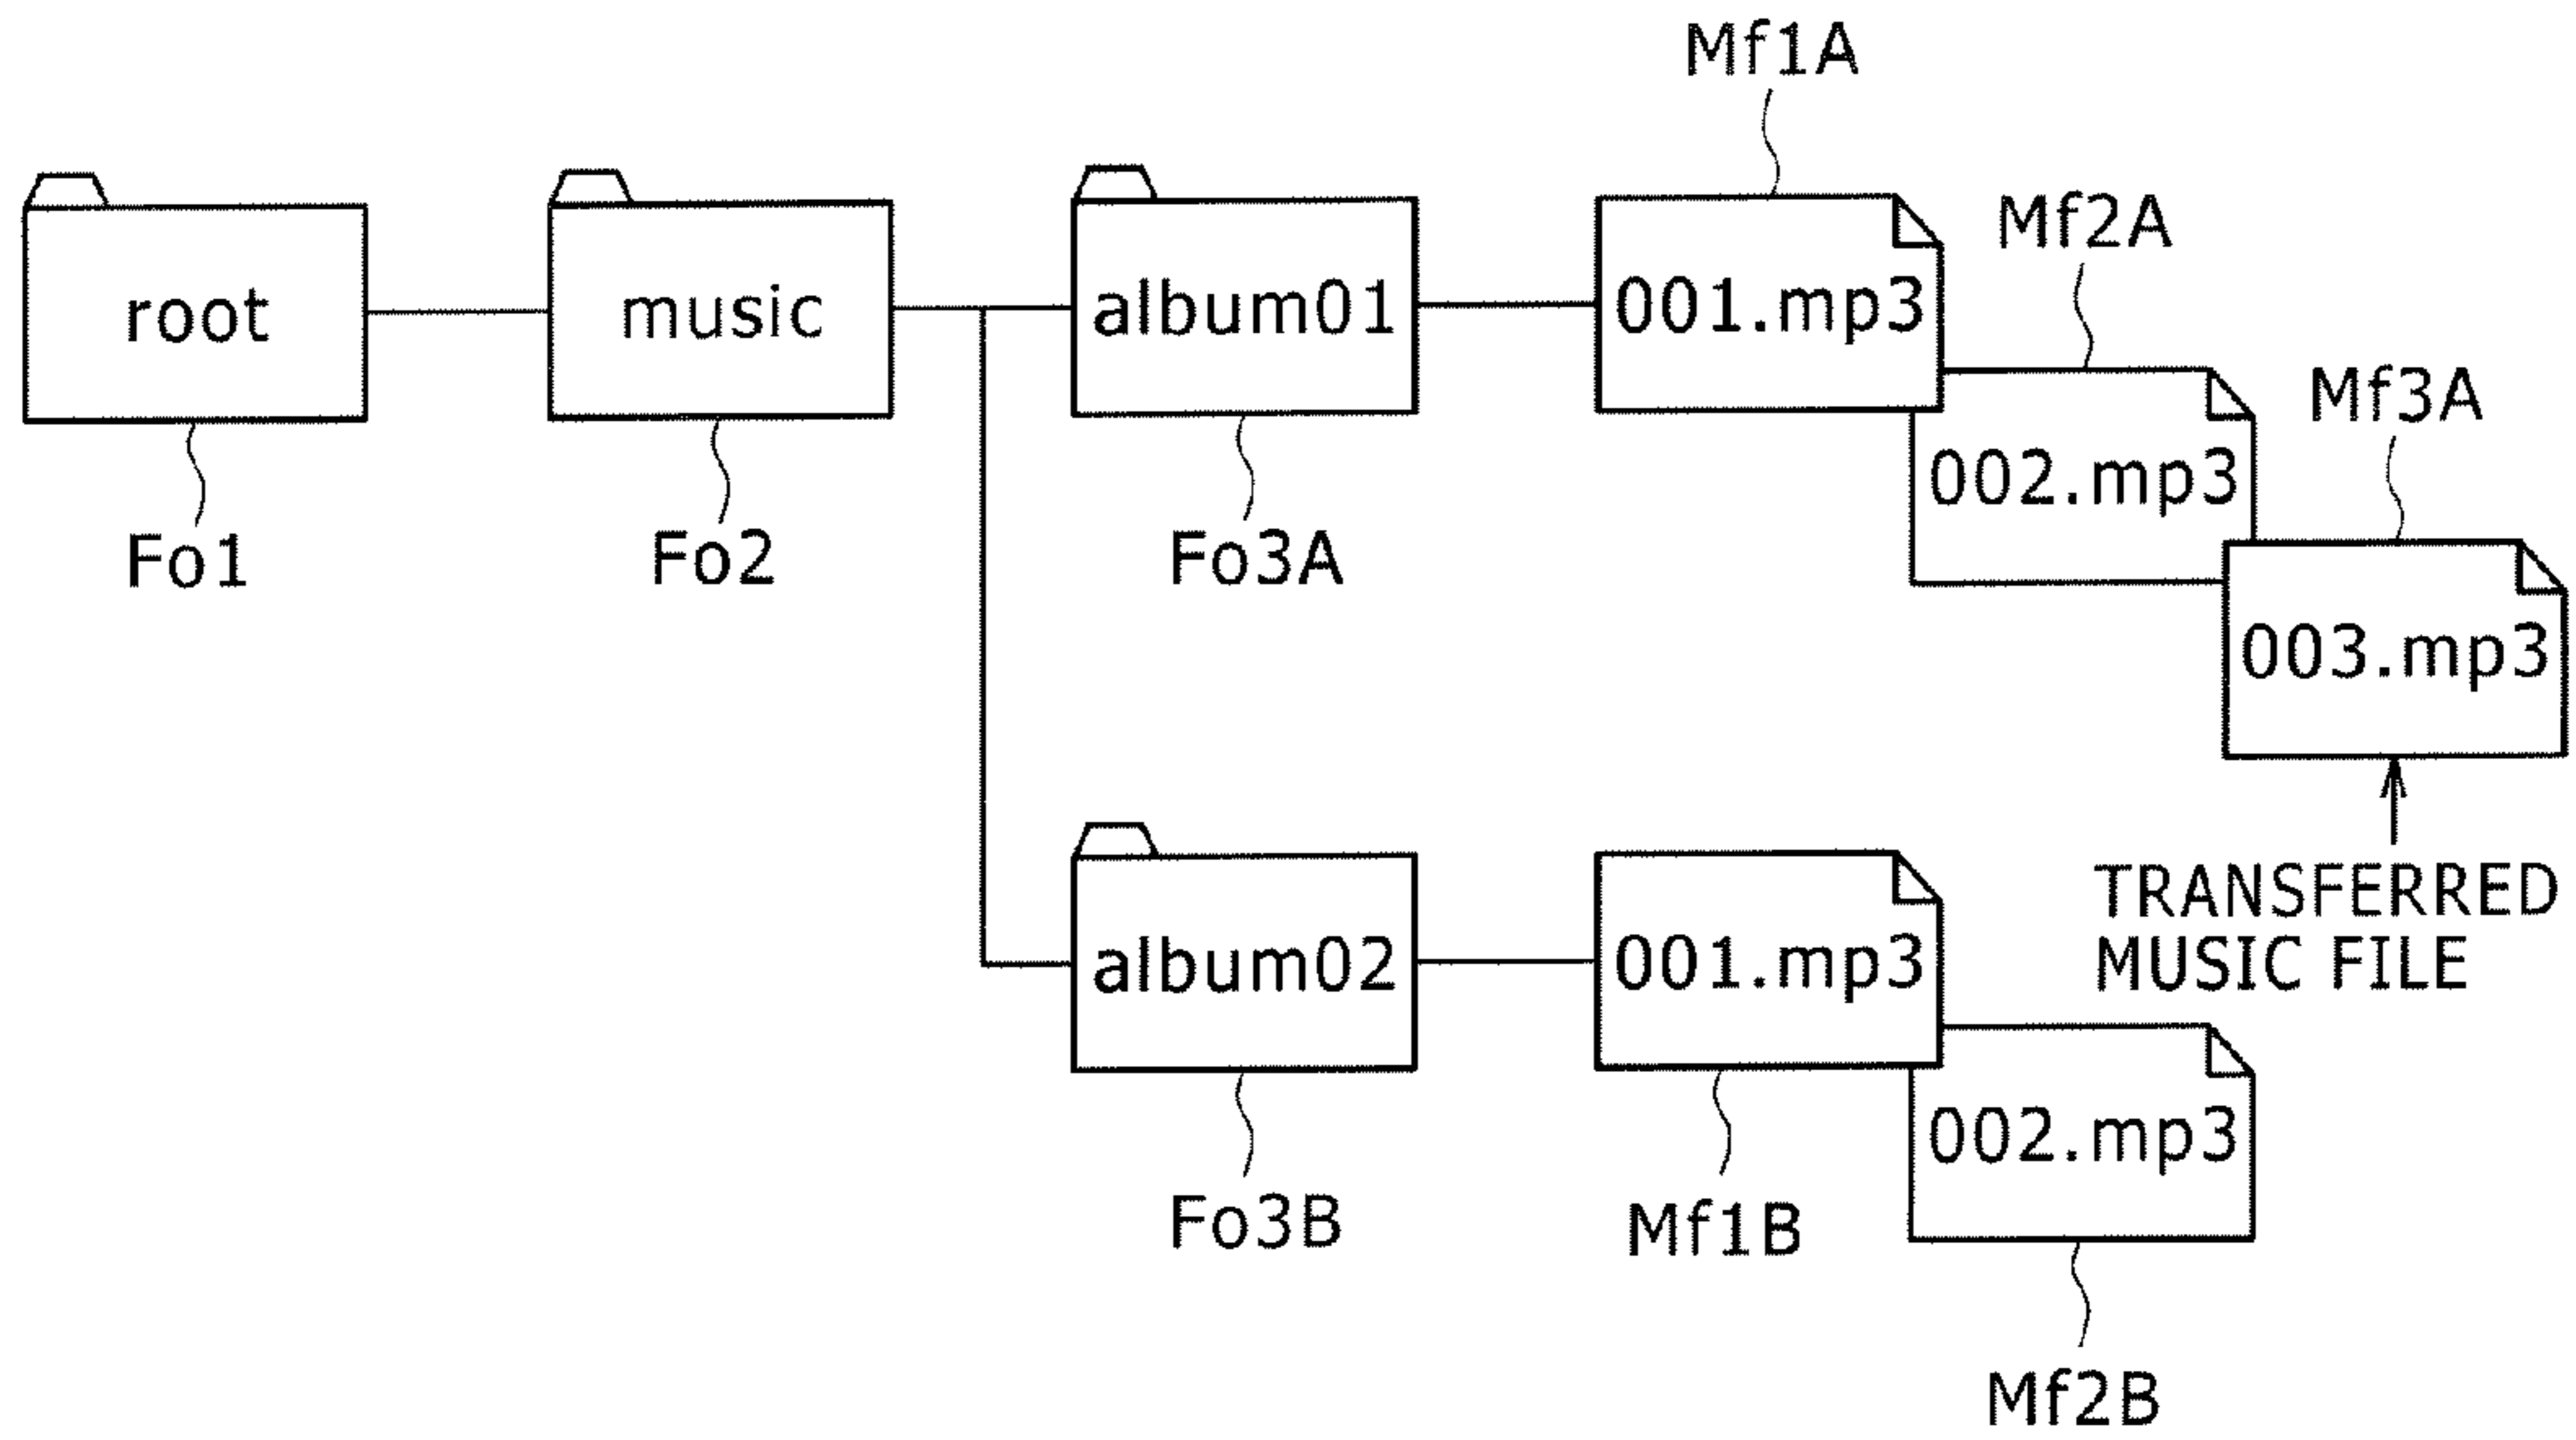 Mf1A
Mf2A
root
music
album01
001.mp3
Mf3A
002.mp3
Fo1
Fo2
Fo3A
003.mp3
TRANSFERRED
MUSIC FILE
album02
001.mp3
002.mp3
Fo3B
Mf1B
Mf2B